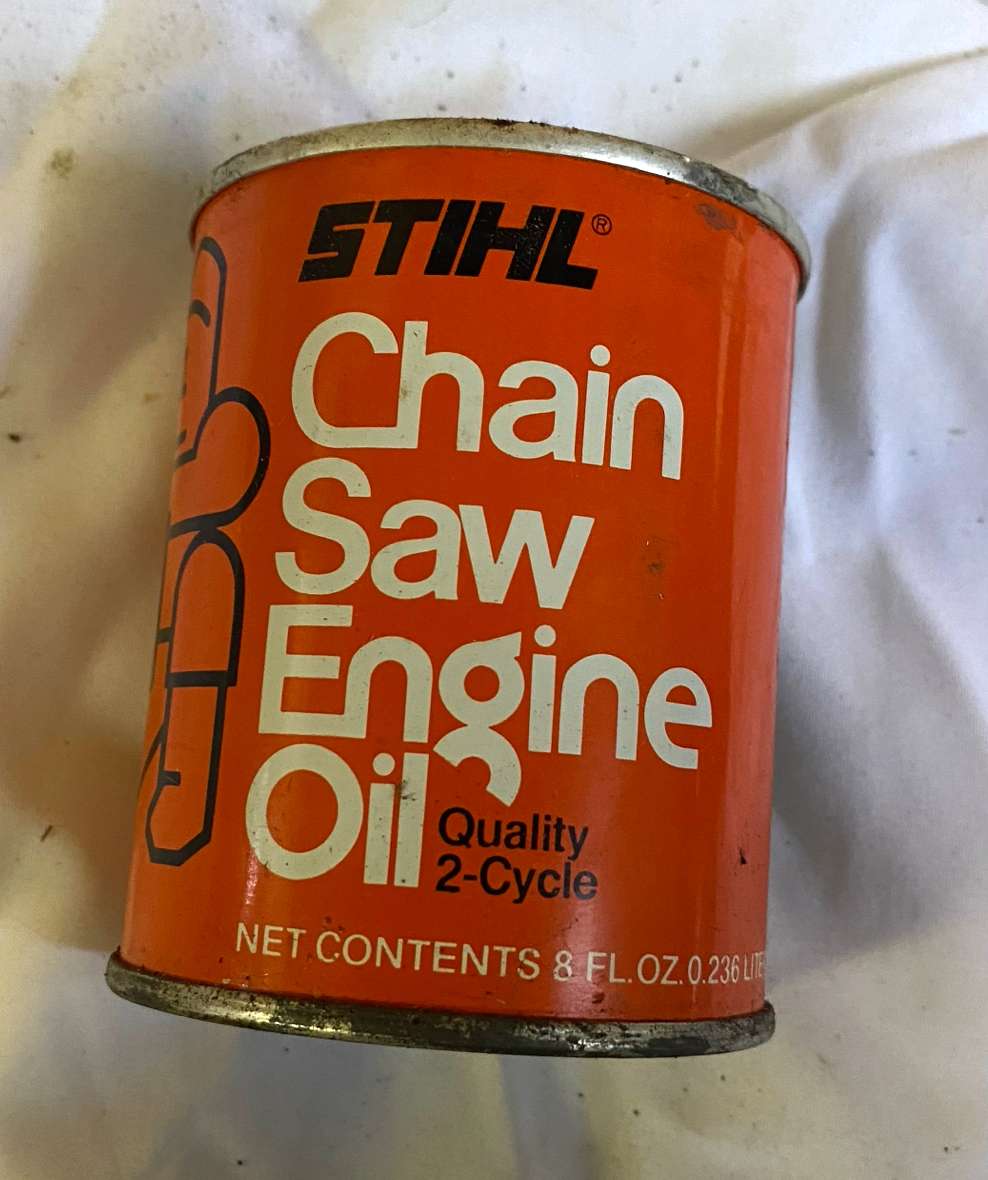 STIHL®
Chain
Saw
Engine
Oil
Quality
2-Cycle
NET CONTENTS 8 FL.OZ. 0.236